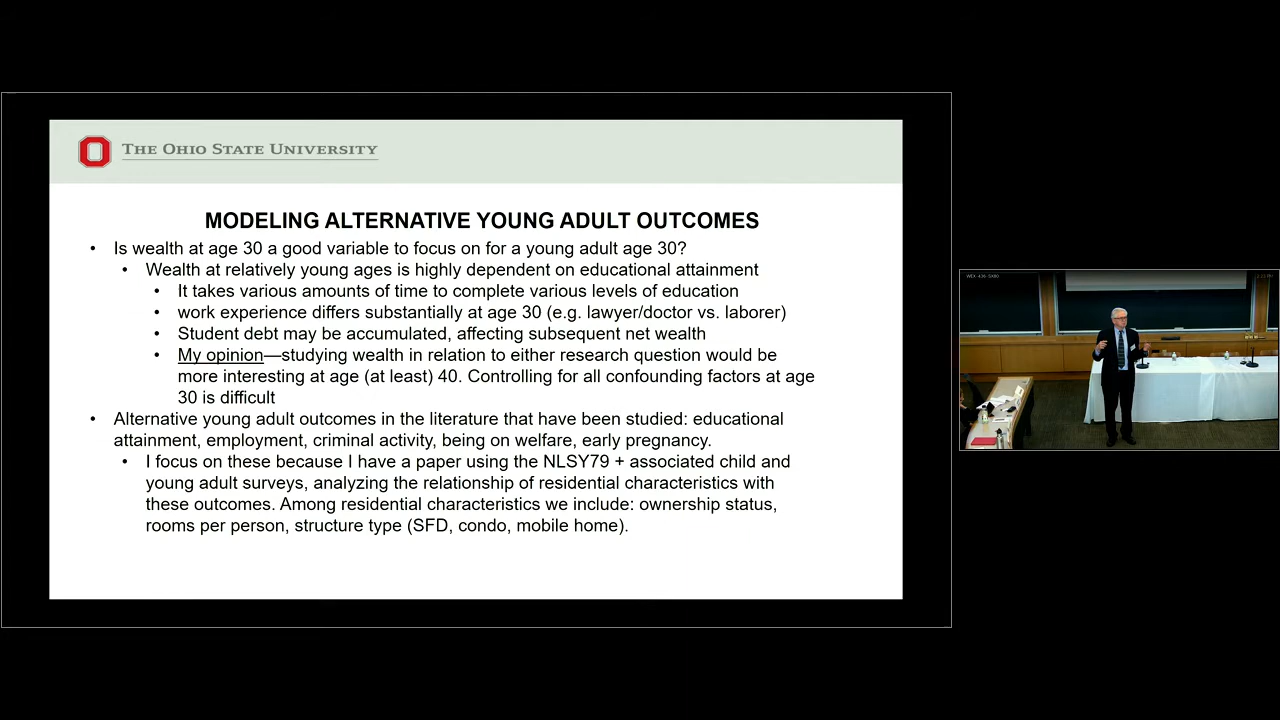 THE OHIO STATE UNIVERSITY
MODELING ALTERNATIVE YOUNG ADULT OUTCOMES
• Is wealth at age 30 a good variable to focus on for a young adult age 30?
• Wealth at relatively young ages is highly dependent on educational attainment
• It takes various amounts of time to complete various levels of education
• work experience differs substantially at age 30 (e.g. lawyer/doctor vs. laborer)
• Student debt may be accumulated, affecting subsequent net wealth
• My opinion—studying wealth in relation to either research question would be
more interesting at age (at least) 40. Controlling for all confounding factors at age
30 is difficult
• Alternative young adult outcomes in the literature that have been studied: educational
attainment, employment, criminal activity, being on welfare, early pregnancy.
• I focus on these because I have a paper using the NLSY79 + associated child and
young adult surveys, analyzing the relationship of residential characteristics with
these outcomes. Among residential characteristics we include: ownership status,
rooms per person, structure type (SFD, condo, mobile home).